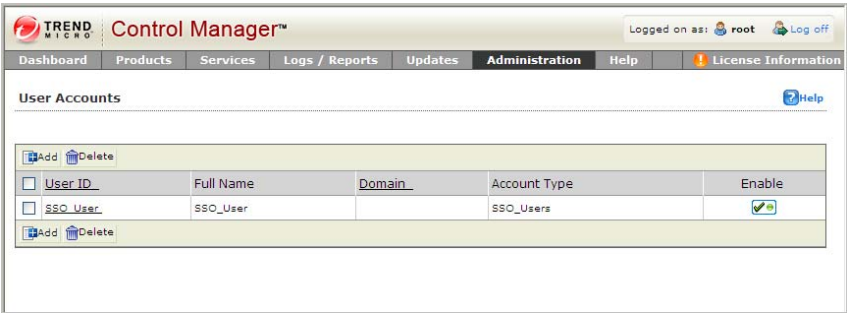 TREND MICRO Control Manager™ Logged on as: root Log off
Dashboard Products Services Logs / Reports Updates Administration Help License Information
User Accounts Help
Add Delete
User ID Full Name Domain Account Type Enable
SSO_User SSO_User SSO_Users
Add Delete